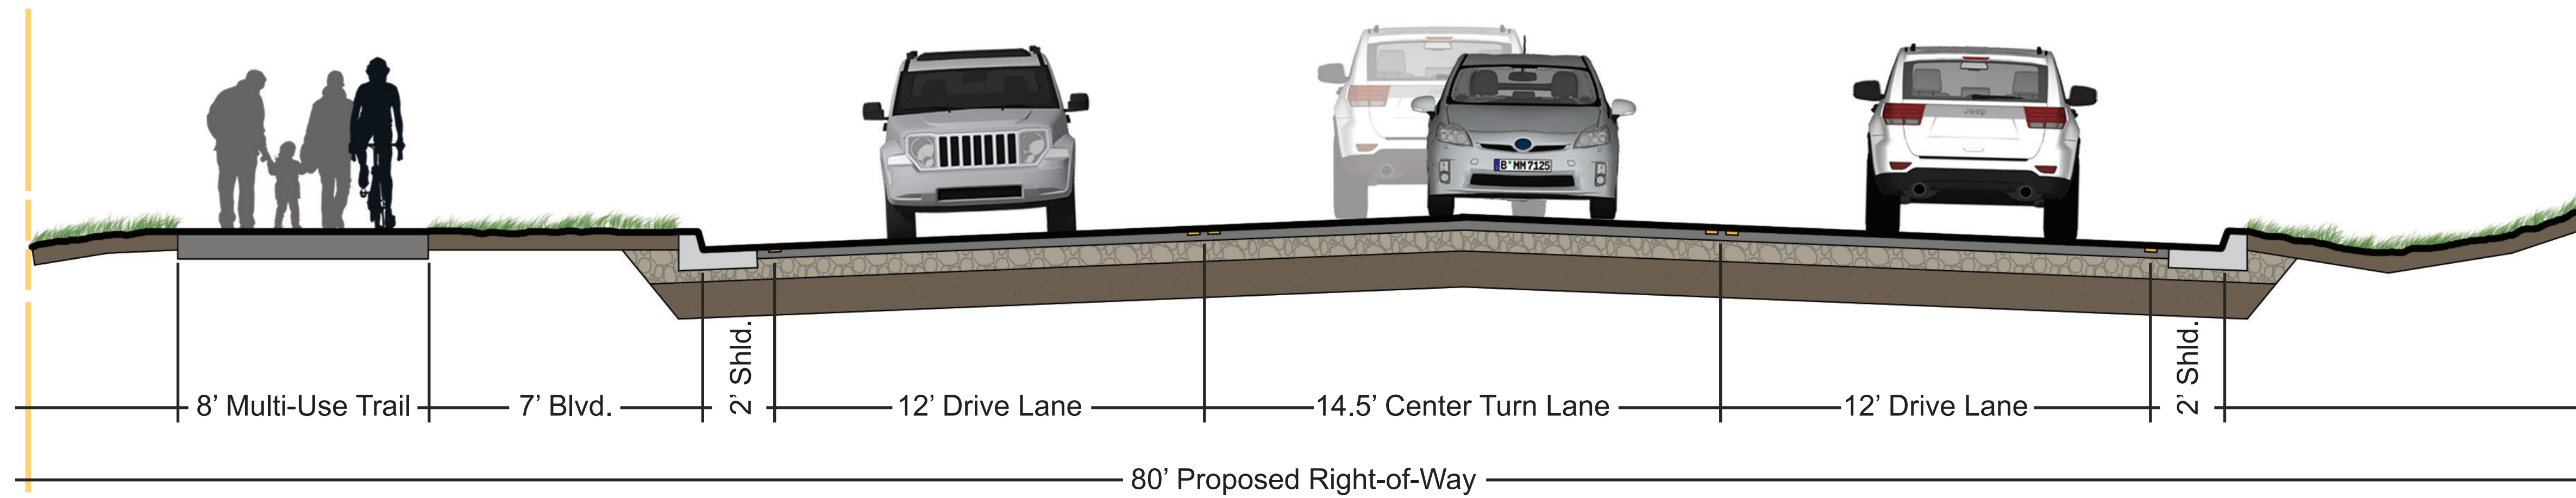 Jeep
B MM 7125
8’ Multi-Use Trail
7’ Blvd.
2’ Shld.
12’ Drive Lane
14.5’ Center Turn Lane
12’ Drive Lane
2’ Shld.
80’ Proposed Right-of-Way